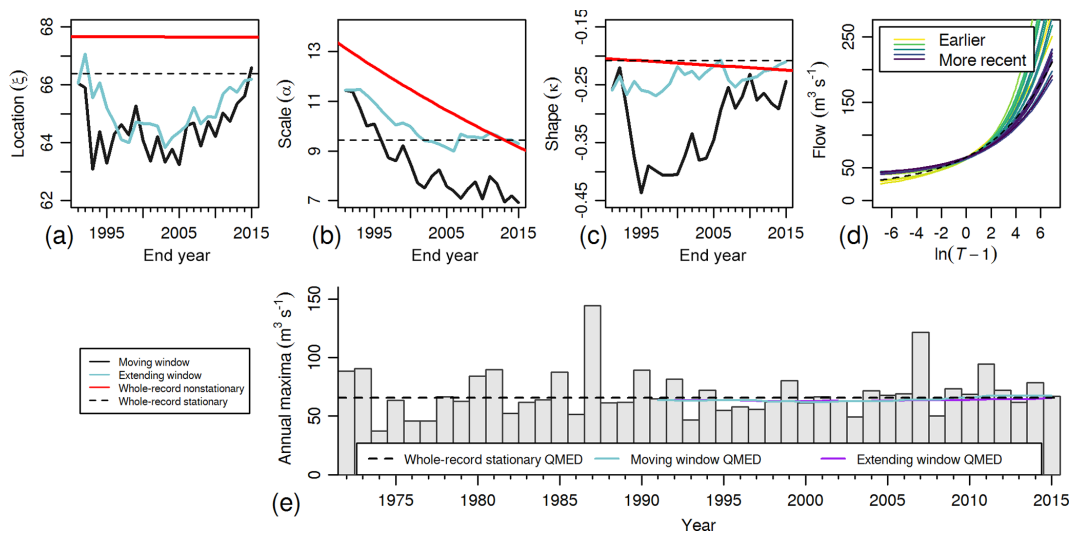 Location (ξ)
68
66
64
62
1995
2005
2015
End year
(a)
Scale (α)
13
11
9
7
1995
2005
2015
End year
(b)
Shape (κ)
-0.15
-0.25
-0.35
-0.45
1995
2005
2015
End year
(c)
Flow (m³ s⁻¹)
250
200
150
100
50
0
Earlier
More recent
-6
-4
-2
0
2
4
6
ln(T−1)
(d)
Moving window
Extending window
Whole-record nonstationary
Whole-record stationary
Annual maxima (m³ s⁻¹)
150
100
50
0
Whole-record stationary QMED Moving window QMED Extending window QMED
1975
1980
1985
1990
1995
2000
2005
2010
2015
Year
(e)